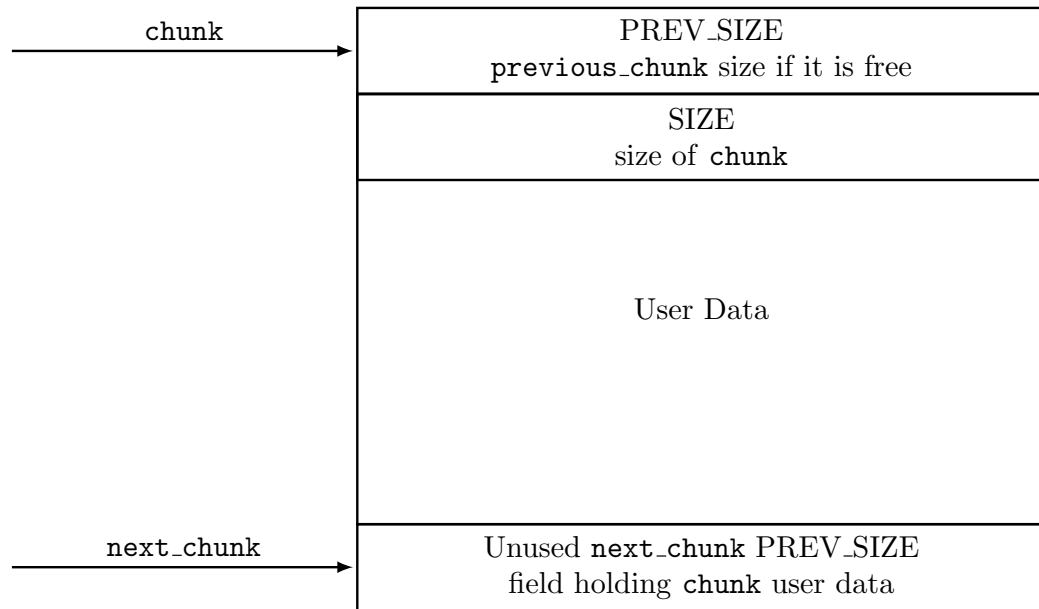 chunk
PREV_SIZE
previous_chunk size if it is free
SIZE
size of chunk
User Data
next_chunk
Unused next_chunk PREV_SIZE
field holding chunk user data